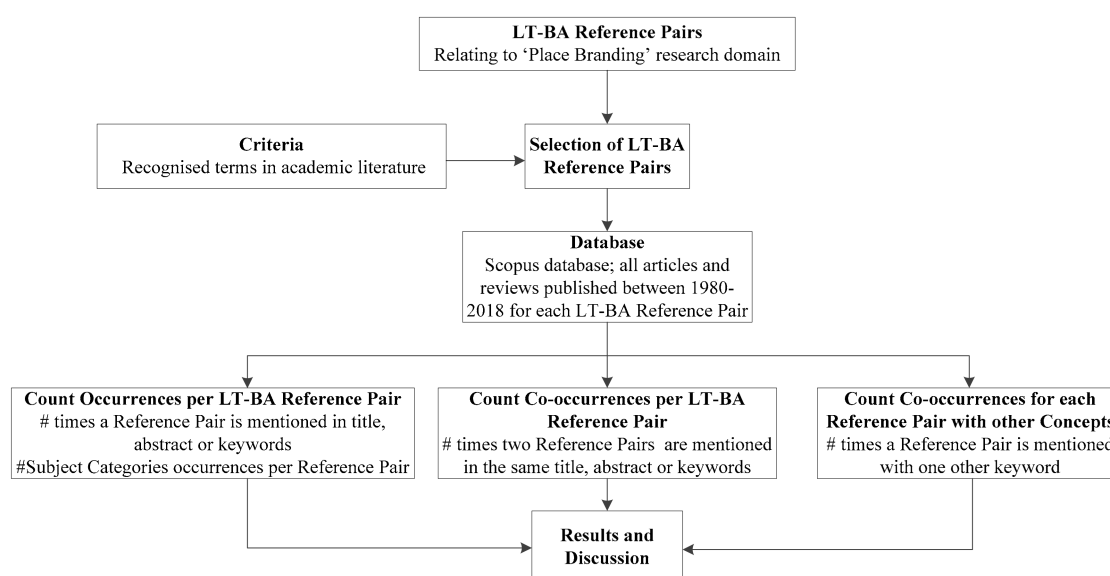 LT-BA Reference Pairs
Relating to ‘Place Branding’ research domain
Criteria
Recognised terms in academic literature
Selection of LT-BA
Reference Pairs
Database
Scopus database; all articles and
reviews published between 1980-
2018 for each LT-BA Reference Pair
Count Occurrences per LT-BA Reference Pair
# times a Reference Pair is mentioned in title,
abstract or keywords
#Subject Categories occurrences per Reference Pair
Count Co-occurrences per LT-BA
Reference Pair
# times two Reference Pairs are mentioned
in the same title, abstract or keywords
Count Co-occurrences for each
Reference Pair with other Concepts
# times a Reference Pair is mentioned
with one other keyword
Results and
Discussion